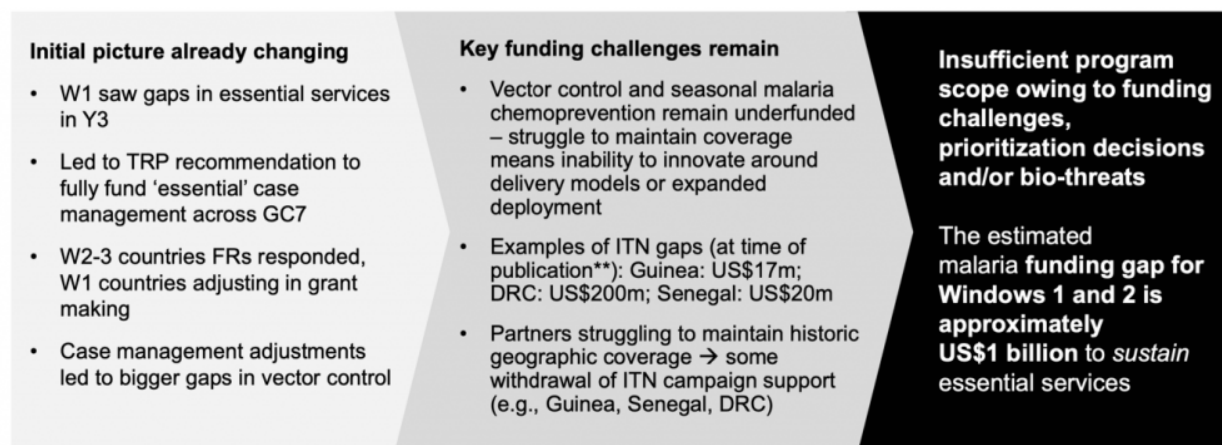 Initial picture already changing
• W1 saw gaps in essential services
in Y3
• Led to TRP recommendation to
fully fund ‘essential’ case
management across GC7
• W2-3 countries FRs responded,
W1 countries adjusting in grant
making
• Case management adjustments
led to bigger gaps in vector control
Key funding challenges remain
• Vector control and seasonal malaria
chemoprevention remain underfunded
– struggle to maintain coverage
means inability to innovate around
delivery models or expanded
deployment
• Examples of ITN gaps (at time of
publication**): Guinea: US$17m;
DRC: US$200m; Senegal: US$20m
• Partners struggling to maintain historic
geographic coverage → some
withdrawal of ITN campaign support
(e.g., Guinea, Senegal, DRC)
Insufficient program
scope owing to funding
challenges,
prioritization decisions
and/or bio-threats
The estimated
malaria funding gap for
Windows 1 and 2 is
approximately
US$1 billion to sustain
essential services